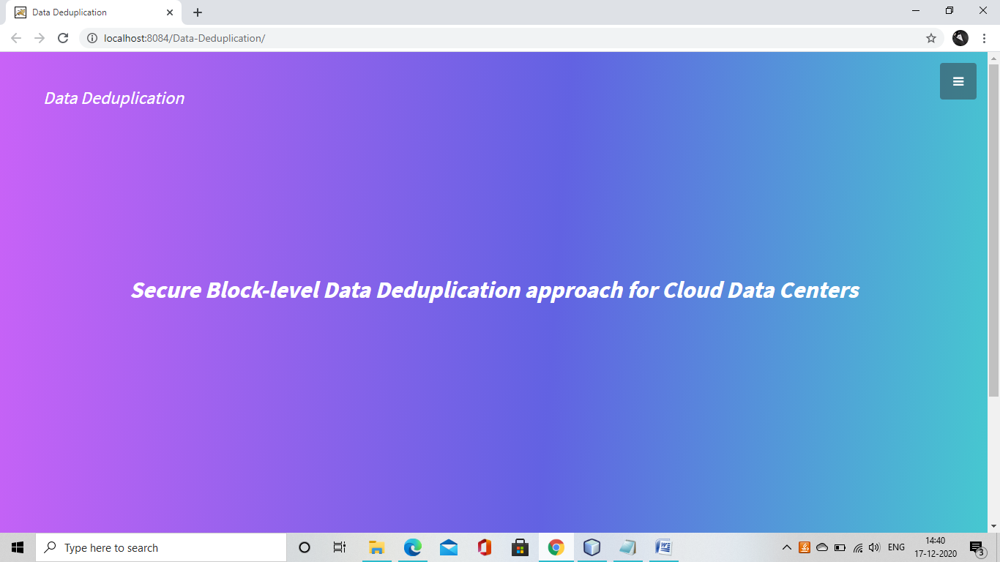 Data Deduplication
localhost:8084/Data-Deduplication/
Data Deduplication
Secure Block-level Data Deduplication approach for Cloud Data Centers
Type here to search
ENG
14:40
17-12-2020
3